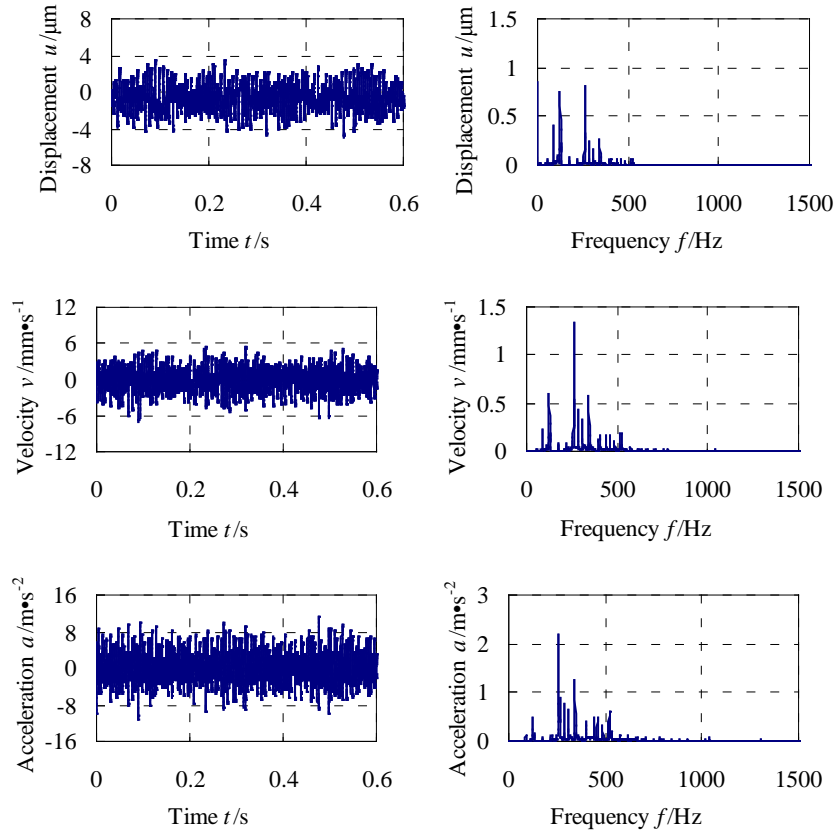 Displacement u /μm
8
4
0
-4
-8
0 0.2 0.4 0.6
Time t /s
Displacement u /μm
1.5
1
0.5
0
0 500 1000 1500
Frequency f /Hz
Velocity v /mm•s-1
12
6
0
-6
-12
0 0.2 0.4 0.6
Time t /s
Velocity v /mm•s-1
1.5
1
0.5
0
0 500 1000 1500
Frequency f /Hz
Acceleration a /m•s-2
16
8
0
-8
-16
0 0.2 0.4 0.6
Time t /s
Acceleration a /m•s-2
3
2
1
0
0 500 1000 1500
Frequency f /Hz